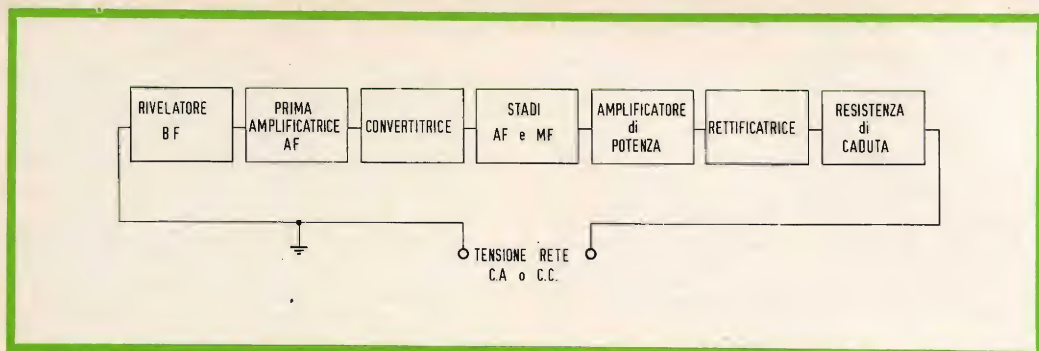 RIVELATORE
BF
PRIMA
AMPLIFICATRICE
AF
CONVERTITRICE
STADI
AF e MF
AMPLIFICATORE
di
POTENZA
RETTIFICATRICE
RESISTENZA
di
CADUTA
TENSIONE RETE
C.A o C.C.